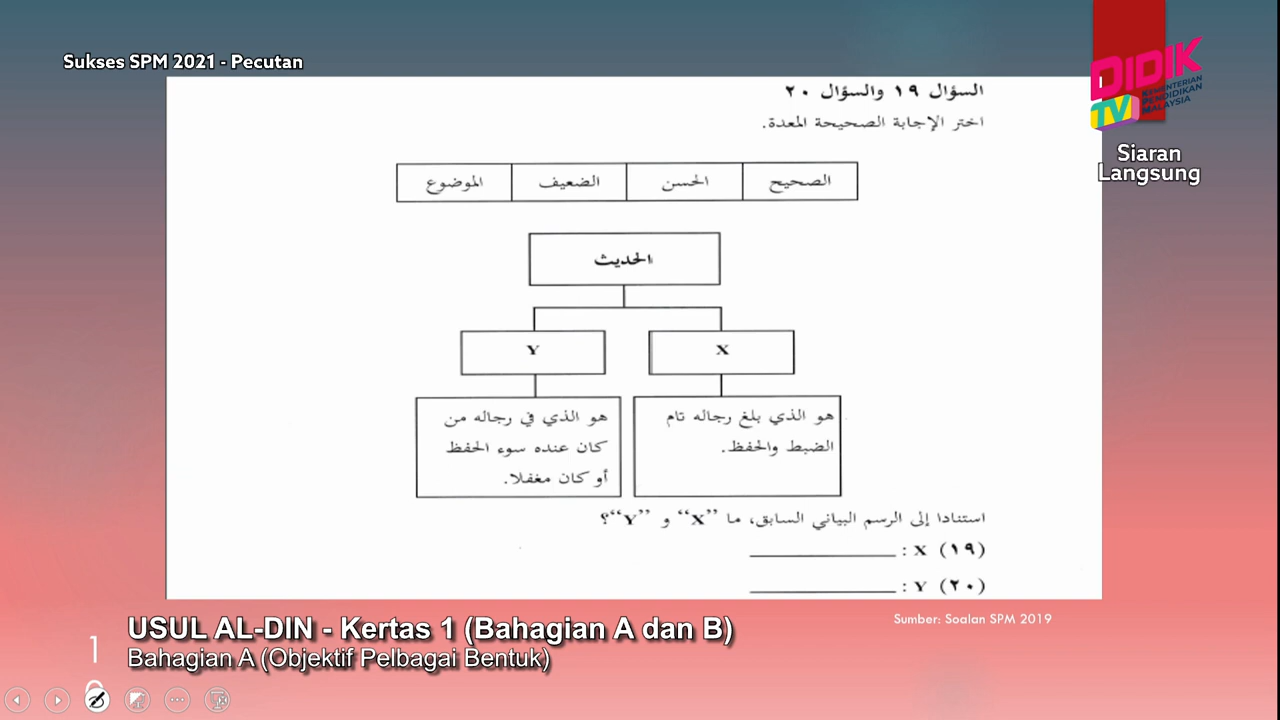 Sukses SPM 2021 - Pecutan
DIDIK
TV
KEMENTERIAN
PENDIDIKAN
MALAYSIA
Siaran
Langsung
السؤال ١٩ والسؤال ٢٠
اختر الإجابة الصحيحة المعدة.
الصحيح
الحسن
الضعيف
الموضوع
الحديث
X
Y
هو الذي بلغ رجاله تام
الضبط والحفظ.
هو الذي في رجاله من
كان عنده سوء الحفظ
أو كان مغفلا.
استنادا إلى الرسم البياني السابق، ما "X" و "Y"؟
(١٩) X : ____________
(٢٠) Y : ____________
Sumber: Soalan SPM 2019
USUL AL-DIN - Kertas 1 (Bahagian A dan B)
Bahagian A (Objektif Pelbagai Bentuk)
1